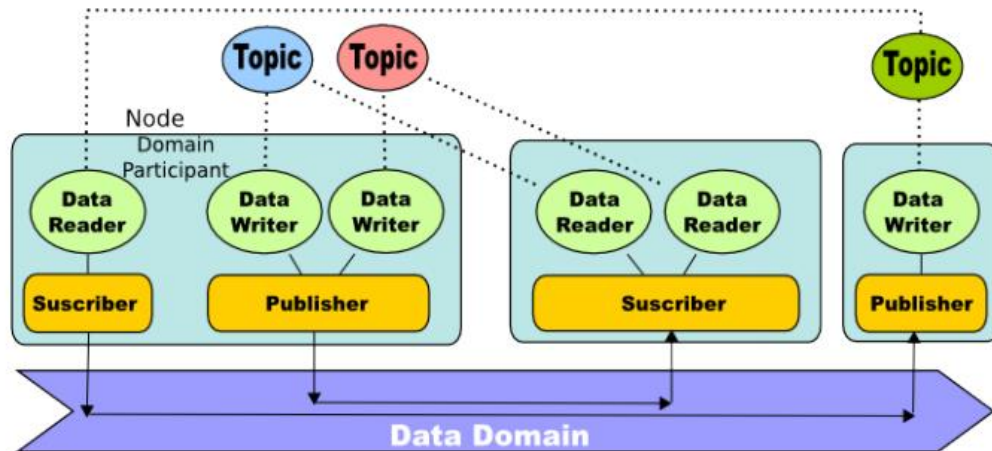 Topic
Topic
Topic
Node
Domain
Participant
Data
Reader
Data
Writer
Data
Writer
Data
Reader
Data
Reader
Data
Writer
Suscriber
Publisher
Suscriber
Publisher
Data Domain